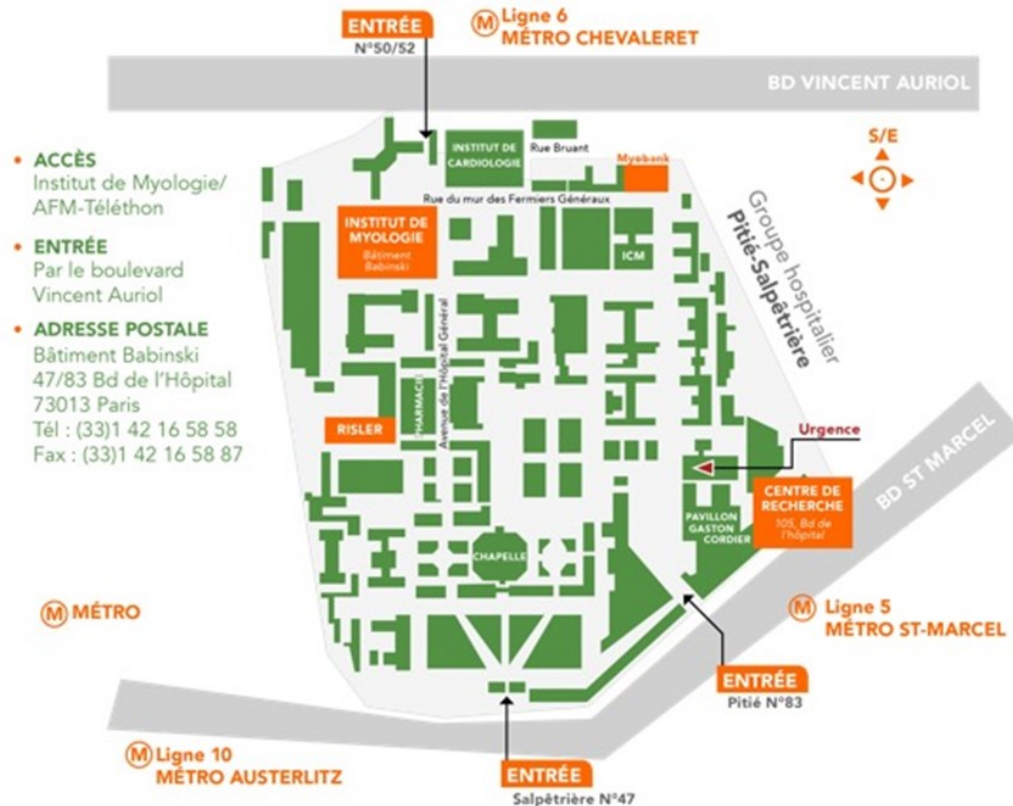 ENTRÉE
N°50/52
M Ligne 6
MÉTRO CHEVALERET
BD VINCENT AURIOL
S/E
• ACCÈS
Institut de Myologie/
AFM-Téléthon
• ENTRÉE
Par le boulevard
Vincent Auriol
• ADRESSE POSTALE
Bâtiment Babinski
47/83 Bd de l'Hôpital
73013 Paris
Tél : (33)1 42 16 58 58
Fax : (33)1 42 16 58 87
INSTITUT DE
CARDIOLOGIE
Rue Bruant
Myobank
Rue du mur des Fermiers Généraux
INSTITUT DE
MYOLOGIE
Bâtiment
Babinski
ICM
Groupe hospitalier
Pitié-Salpêtrière
Avenue de l'Hôpital Général
PHARMACIE
RISLER
Urgence
BD ST MARCEL
CENTRE DE
RECHERCHE
105, Bd de
l'hôpital
PAVILLON
GASTON
CORDIER
CHAPELLE
M MÉTRO
M Ligne 5
MÉTRO ST-MARCEL
ENTRÉE
Pitié N°83
M Ligne 10
MÉTRO AUSTERLITZ
ENTRÉE
Salpêtrière N°47